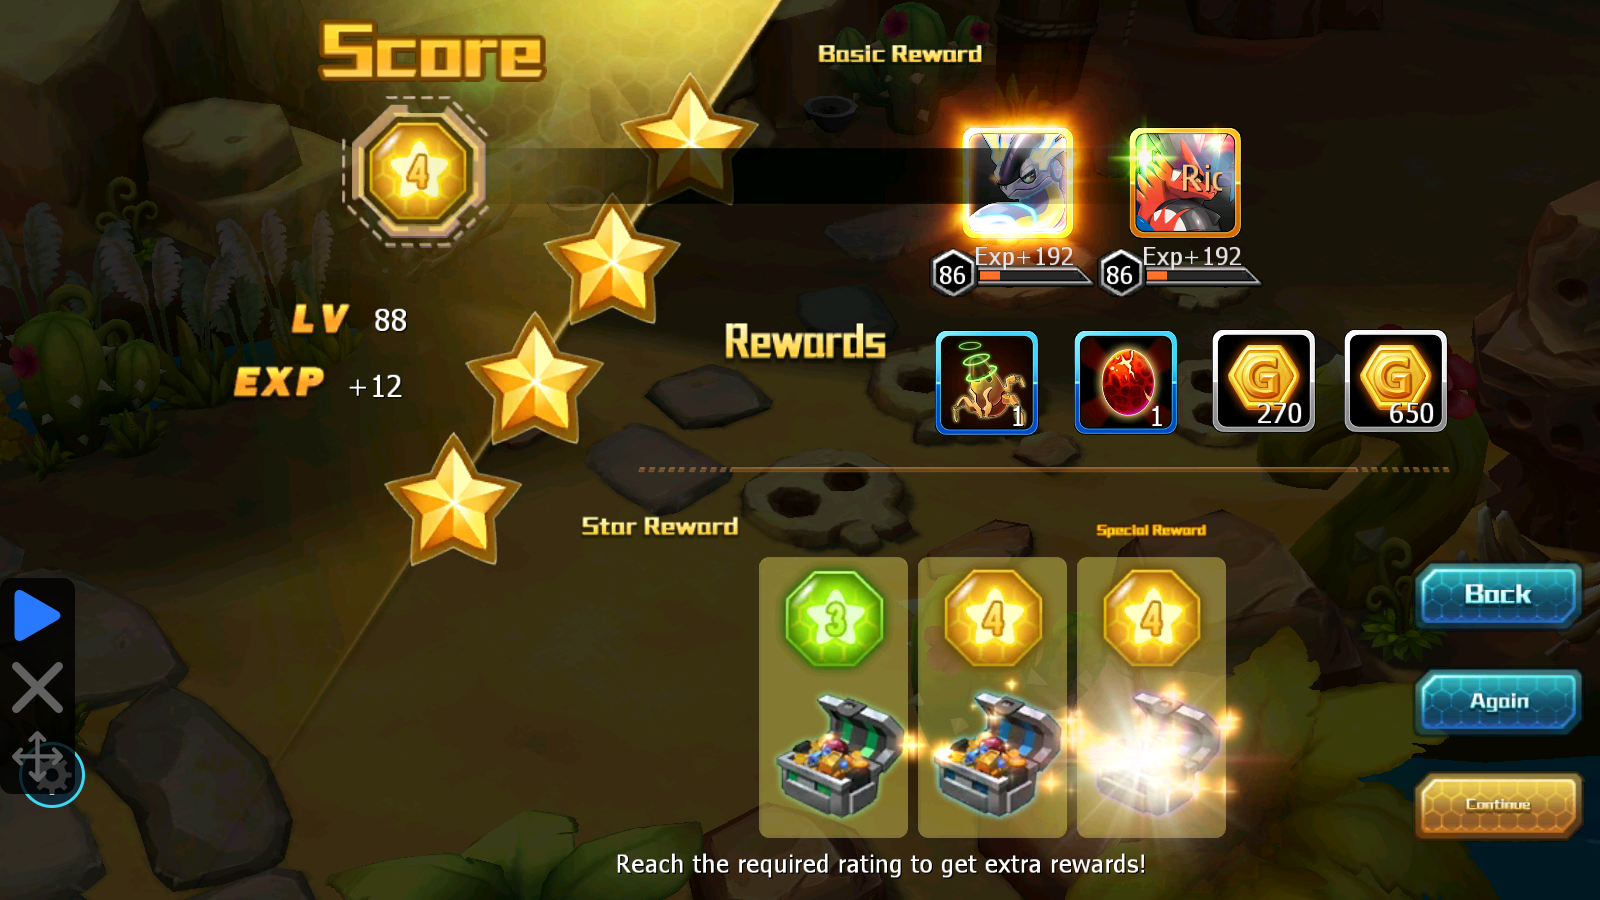 Score
Basic Reward
4
Ric
Exp+192
Exp+192
86
86
LV 88
EXP +12
Rewards
1
1
G
270
G
650
Star Reward
Special Reward
3
4
4
Back
Again
Continue
Reach the required rating to get extra rewards!